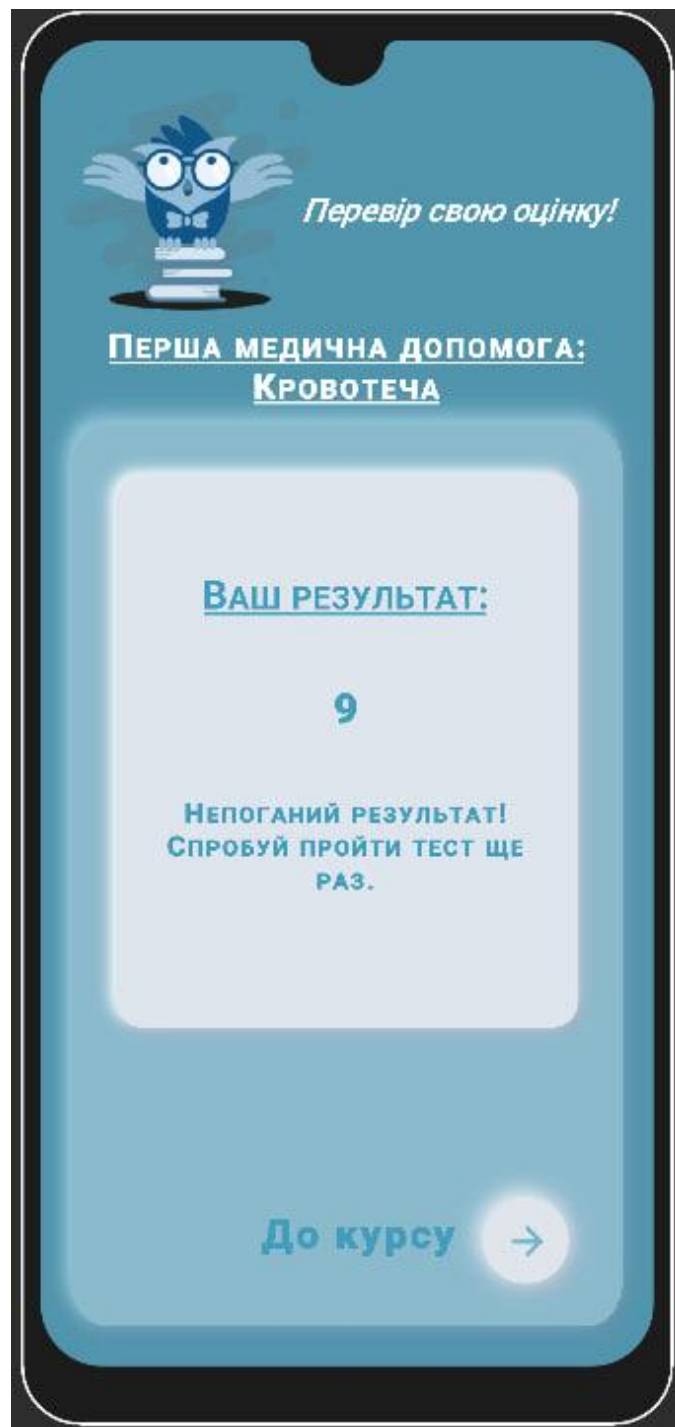 Перевір свою оцінку!
Перша медична допомога:
Кровотеча
Ваш результат:
9
Непоганий результат!
Спробуй пройти тест ще
раз.
До курсу